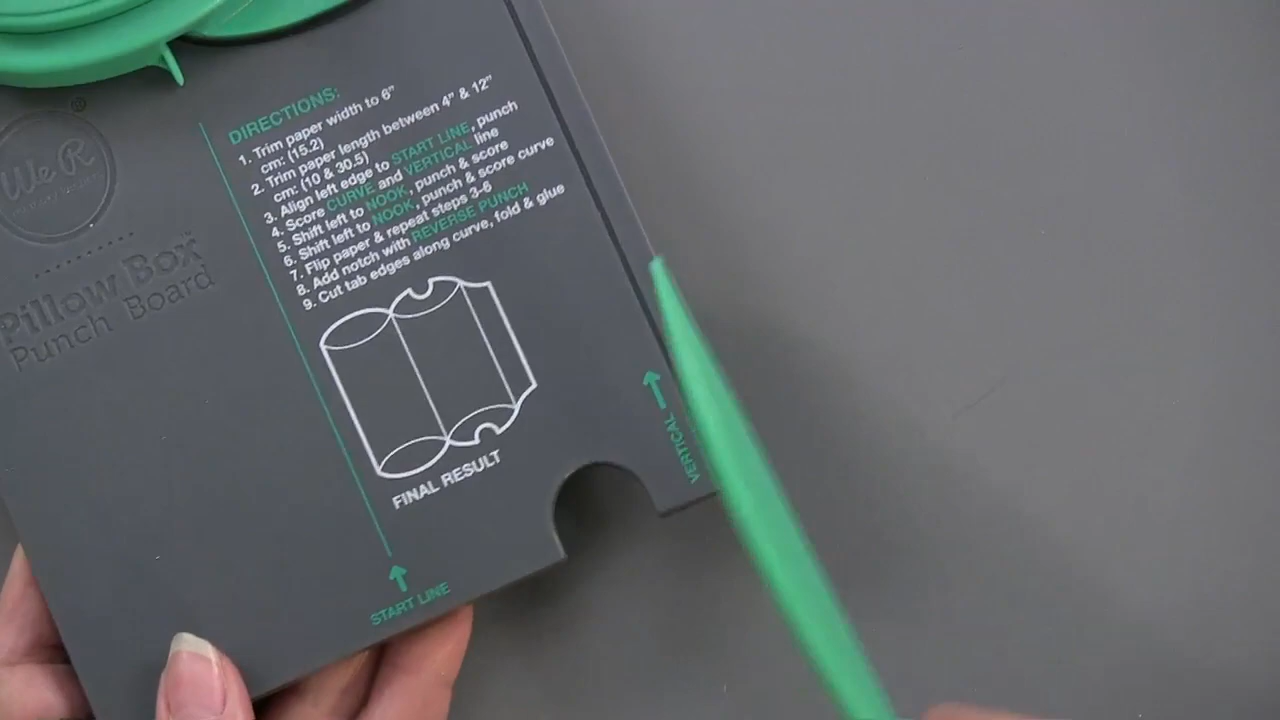 We R
®
Pillow Box™
Punch Board
DIRECTIONS:
1. Trim paper width to 6"
cm: (15.2)
2. Trim paper length between 4" & 12"
cm: (10 & 30.5)
3. Align left edge to START LINE, punch
4. Score CURVE and VERTICAL line
5. Shift left to NOOK, punch & score
6. Shift left to NOOK, punch & score curve
7. Flip paper & repeat steps 3-6
8. Add notch with REVERSE PUNCH
9. Cut tab edges along curve, fold & glue
FINAL RESULT
START LINE
VERTICAL